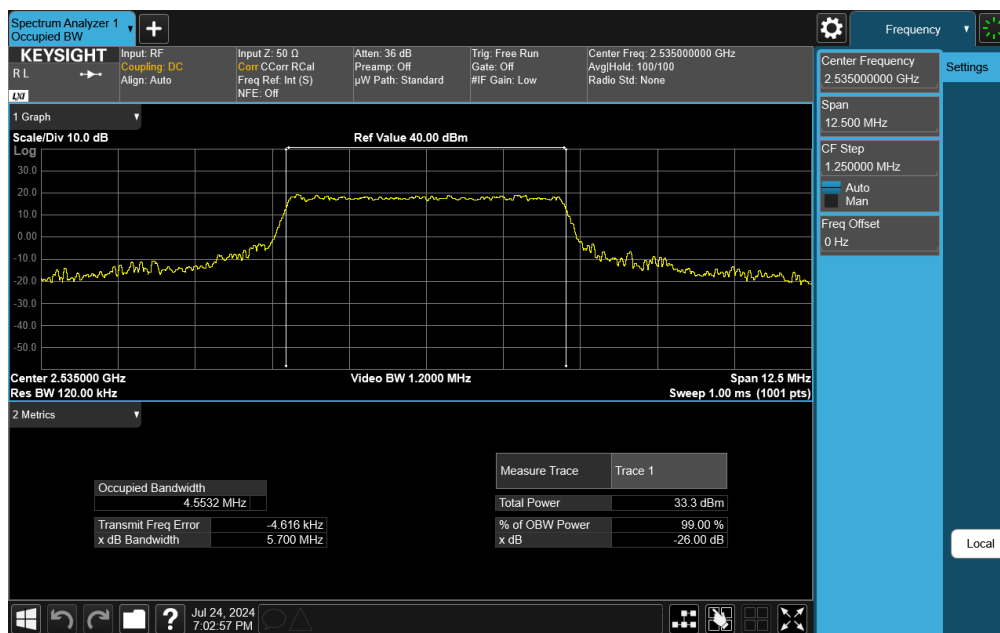 Spectrum Analyzer 1
Occupied BW
Frequency
KEYSIGHT
R L
LXI
Input: RF
Coupling: DC
Align: Auto
Input Z: 50 Ω
Corr CCorr RCal
Freq Ref: Int (S)
NFE: Off
Atten: 36 dB
Preamp: Off
µW Path: Standard
Trig: Free Run
Gate: Off
#IF Gain: Low
Center Freq: 2.535000000 GHz
Avg|Hold: 100/100
Radio Std: None
Center Frequency
2.535000000 GHz
Settings
Span
12.500 MHz
CF Step
1.250000 MHz
Auto
Man
Freq Offset
0 Hz
1 Graph
Scale/Div 10.0 dB
Ref Value 40.00 dBm
Log
30.0
20.0
10.0
0.00
-10.0
-20.0
-30.0
-40.0
-50.0
Center 2.535000 GHz
Video BW 1.2000 MHz
Span 12.5 MHz
Res BW 120.00 kHz
Sweep 1.00 ms (1001 pts)
2 Metrics
Occupied Bandwidth
4.5532 MHz
Transmit Freq Error -4.616 kHz
x dB Bandwidth 5.700 MHz
Measure Trace Trace 1
Total Power 33.3 dBm
% of OBW Power 99.00 %
x dB -26.00 dB
Local
?
Jul 24, 2024
7:02:57 PM